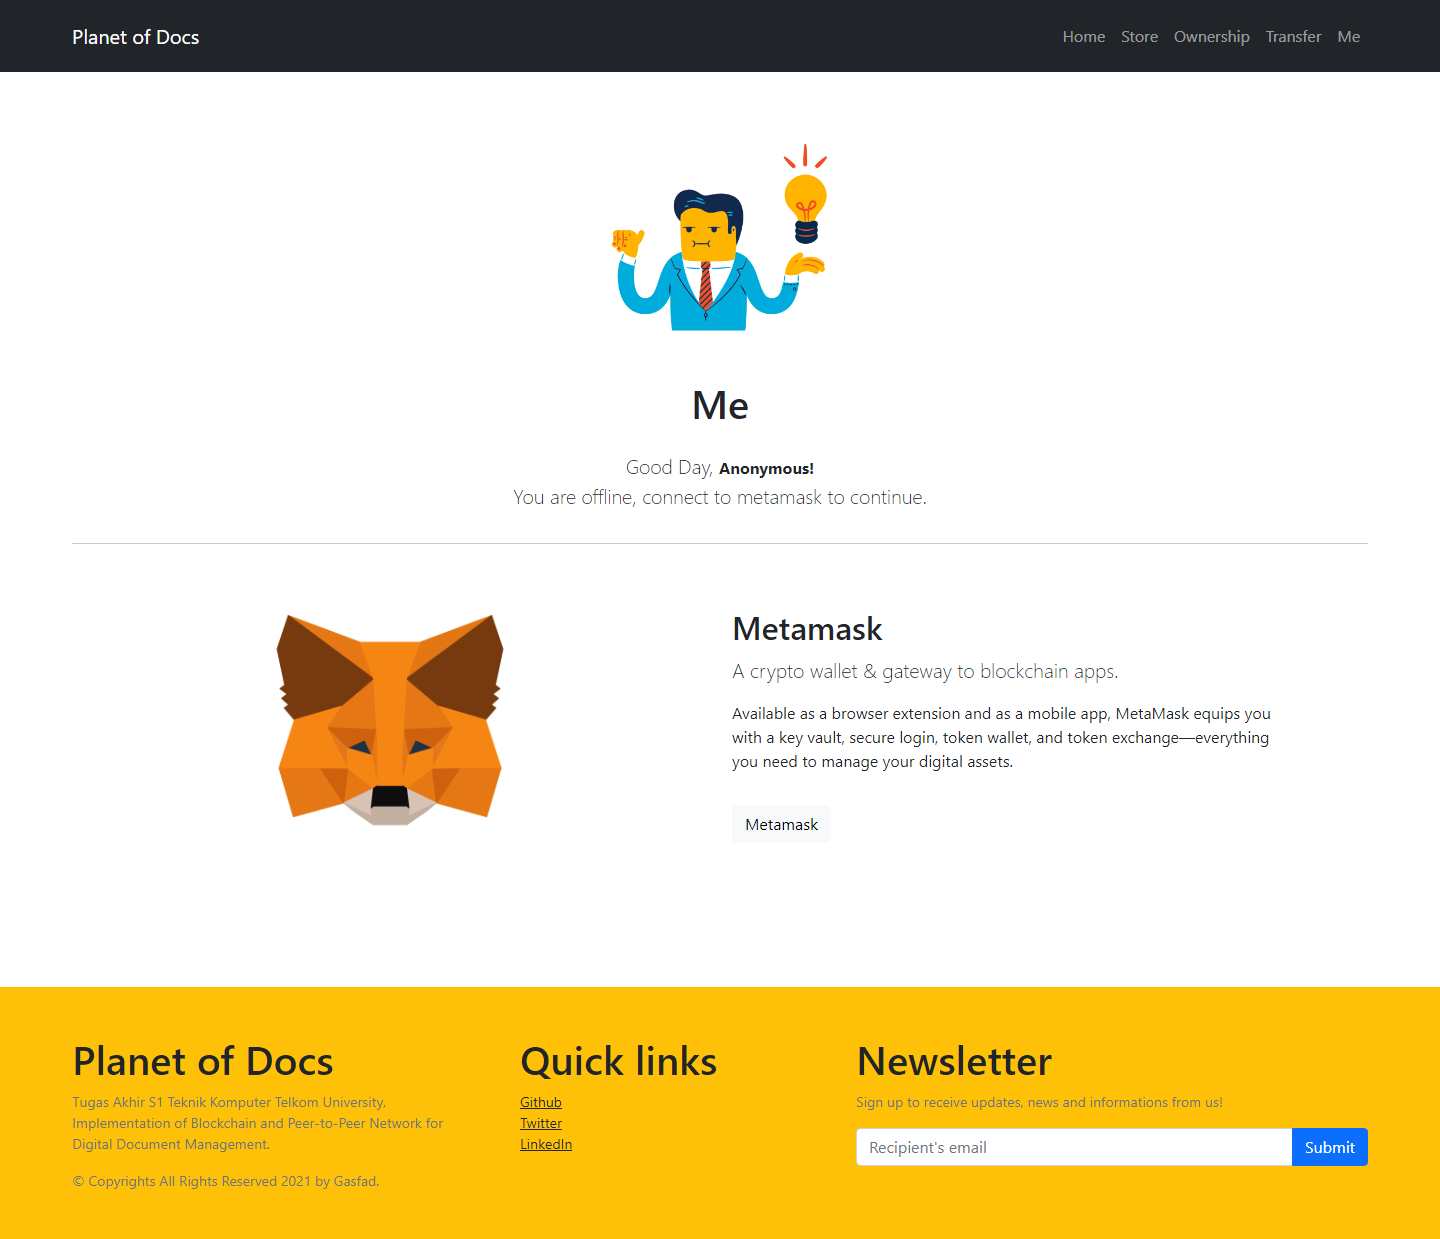 Planet of Docs
Home Store Ownership Transfer Me
Me
Good Day, Anonymous!
You are offline, connect to metamask to continue.
Metamask
A crypto wallet & gateway to blockchain apps.
Available as a browser extension and as a mobile app, MetaMask equips you
with a key vault, secure login, token wallet, and token exchange—everything
you need to manage your digital assets.
Metamask
Planet of Docs
Tugas Akhir S1 Teknik Komputer Telkom University,
Implementation of Blockchain and Peer-to-Peer Network for
Digital Document Management.
© Copyrights All Rights Reserved 2021 by Gasfad.
Quick links
Github
Twitter
LinkedIn
Newsletter
Sign up to receive updates, news and informations from us!
Recipient's email
Submit